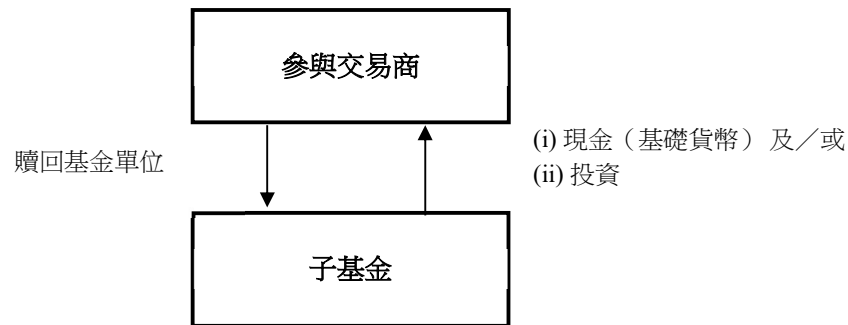 參與交易商
贖回基金單位
(i) 現金（基礎貨幣） 及／或
(ii) 投資
子基金